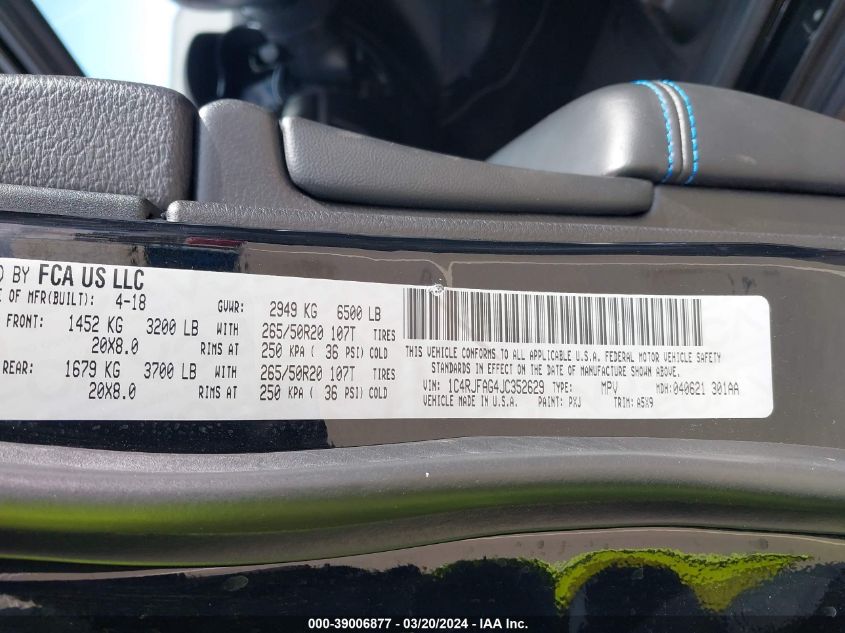 D BY FCA US LLC
E OF MFR(BUILT): 4-18 GVWR: 2949 KG 6500 LB
FRONT: 1452 KG 3200 LB WITH 265/50R20 107T TIRES
20X8.0 RIMS AT 250 KPA ( 36 PSI) COLD
REAR: 1679 KG 3700 LB WITH 265/50R20 107T TIRES
20X8.0 RIMS AT 250 KPA ( 36 PSI) COLD
THIS VEHICLE CONFORMS TO ALL APPLICABLE U.S.A. FEDERAL MOTOR VEHICLE SAFETY
STANDARDS IN EFFECT ON THE DATE OF MANUFACTURE SHOWN ABOVE.
VIN: 1C4RJFAG4JC352629 TYPE: MPV MDH: 040621 301AA
VEHICLE MADE IN U.S.A. PAINT: PXJ TRIM: A5X9
000-39006877 — 03/20/2024 — IAA Inc.